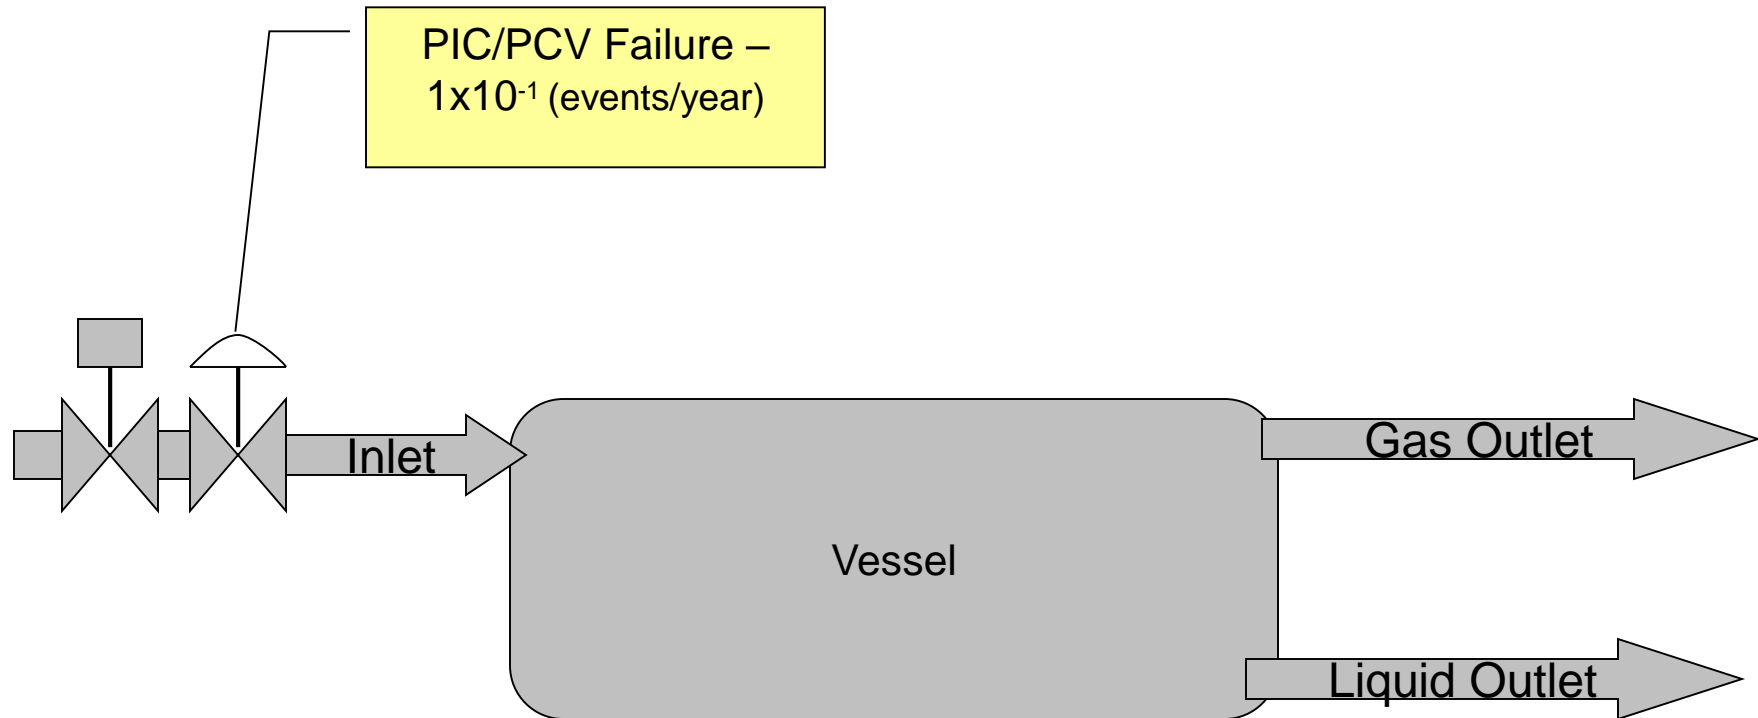 PIC/PCV Failure –
1x10⁻¹ (events/year)
Inlet
Gas Outlet
Vessel
Liquid Outlet